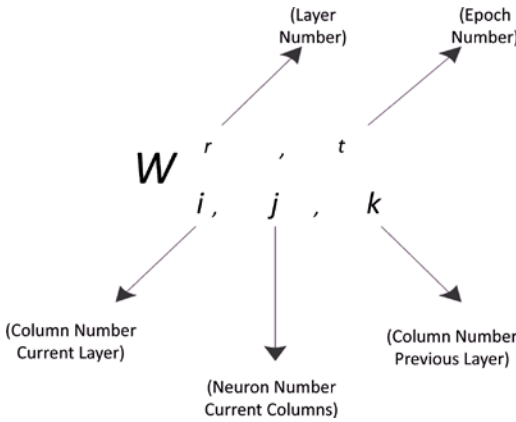 (Layer
Number)
(Epoch
Number)
r , t
W
i, j , k
(Column Number
Current Layer)
(Neuron Number
Current Columns)
(Column Number
Previous Layer)